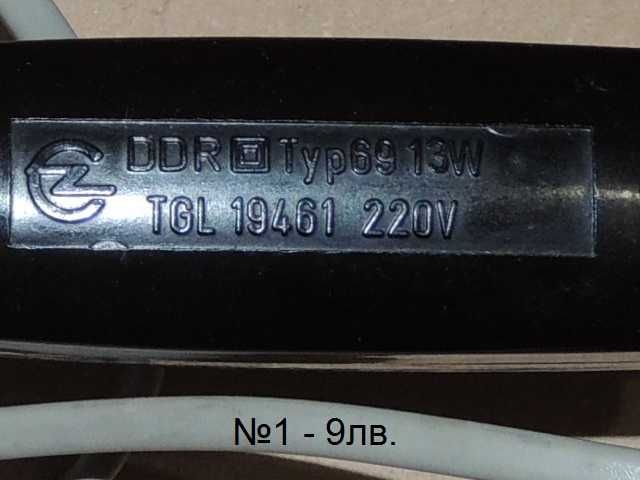 DDR Typ69 13W
TGL 19461 220V
№1 - 9лв.